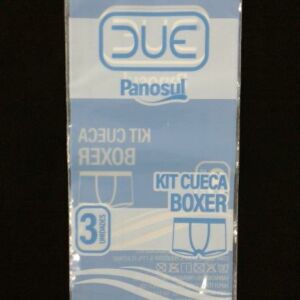 DUE
Panosul
KIT CUECA
BOXER
KIT CUECA
BOXER
3
UNIDADES